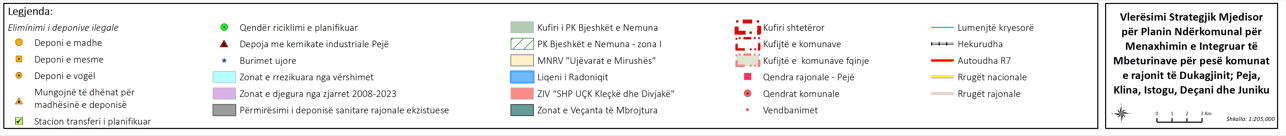 Legjenda:
Eliminimi i deponive ilegale
Deponi e madhe
Deponi e mesme
Deponi e vogël
Mungojnë të dhënat për
madhësinë e deponisë
Stacion transferi i planifikuar
Qendër riciklimi e planifikuar
Depoja me kemikate industriale Pejë
Burimet ujore
Zonat e rrezikuara nga vërshimet
Zonat e djegura nga zjarret 2008-2023
Përmirësimi i deponisë sanitare rajonale ekzistuese
Kufiri i PK Bjeshkët e Nemuna
PK Bjeshkët e Nemuna - zona I
MNRV "Ujëvarat e Mirushës"
Liqeni i Radoniqit
ZIV "SHP UÇK Kleçkë dhe Divjakë"
Zonat e Veçanta të Mbrojtura
Kufiri shtetëror
Kufijtë e komunave
Kufijtë e komunave fqinje
Qendra rajonale - Pejë
Qendrat komunale
Vendbanimet
Lumenjtë kryesorë
Hekurudha
Autoudha R7
Rrugët nacionale
Rrugët rajonale
Vlerësimi Strategjik Mjedisor
për Planin Ndërkomunal për
Menaxhimin e Integruar të
Mbeturinave për pesë komunat
e rajonit të Dukagjinit; Peja,
Klina, Istogu, Deçani dhe Juniku
0 1 2 3 Km
Shkalla: 1:205,000